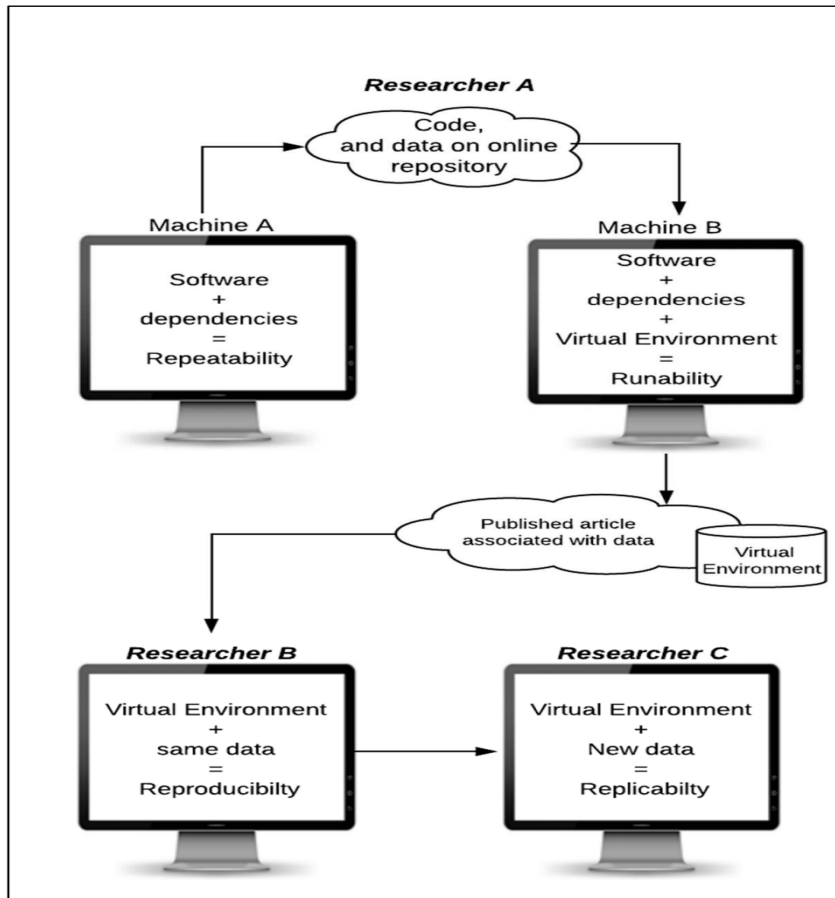 Researcher A
Code,
and data on online
repository
Machine A
Software
+
dependencies
=
Repeatability
Machine B
Software
+
dependencies
+
Virtual Environment
=
Runability
Published article
associated with data
Virtual
Environment
Researcher B
Virtual Environment
+
same data
=
Reproducibilty
Researcher C
Virtual Environment
+
New data
=
Replicabilty